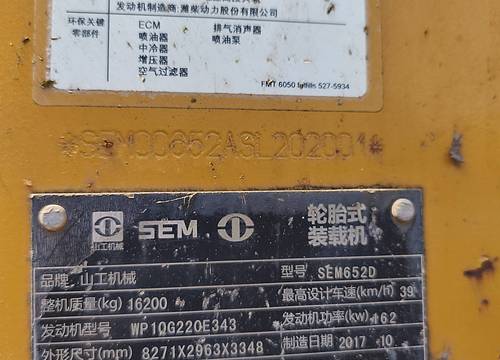 发动机制造商:潍柴动力股份有限公司
环保关键 ECM 排气消声器
零部件 喷油器 喷油泵
中冷器
增压器
空气过滤器
FMT 6050 fulfills 527-5934
*SEM00652ASL202001*
山工机械 SEM 轮胎式
装载机
品牌 山工机械 型号 SEM652D
整机质量(kg) 16200 最高设计车速(km/h) 39
发动机型号 WP10G220E343 发动机功率(kw) 162
外形尺寸(mm) 8271X2963X3348 制造日期 2017 10